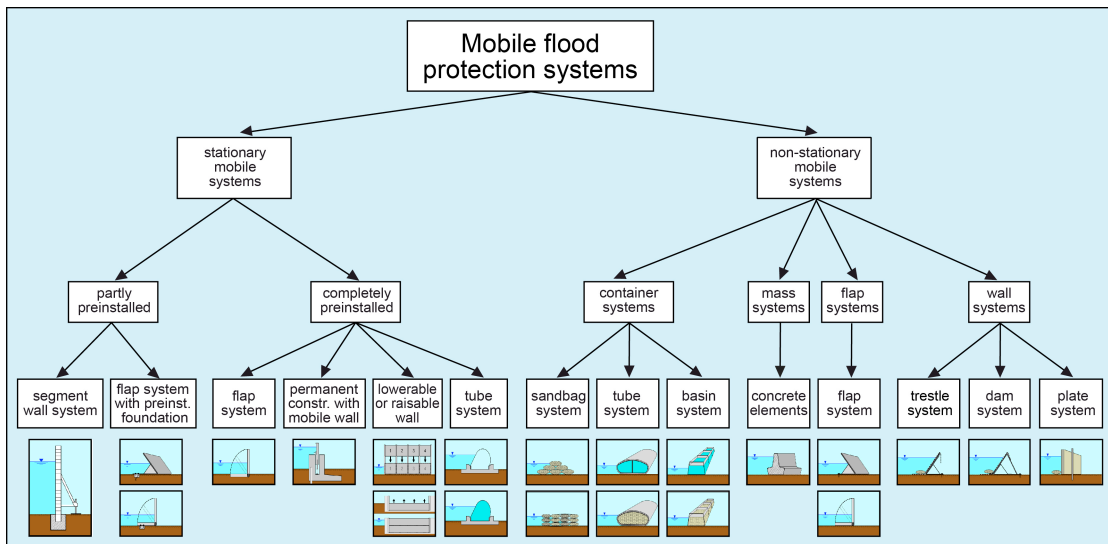 Mobile flood
protection systems
stationary
mobile
systems
non-stationary
mobile
systems
partly
preinstalled
completely
preinstalled
container
systems
mass
systems
flap
systems
wall
systems
segment
wall system
flap system
with preinst.
foundation
flap
system
permanent
constr. with
mobile wall
lowerable
or raisable
wall
tube
system
sandbag
system
tube
system
basin
system
concrete
elements
flap
system
trestle
system
dam
system
plate
system